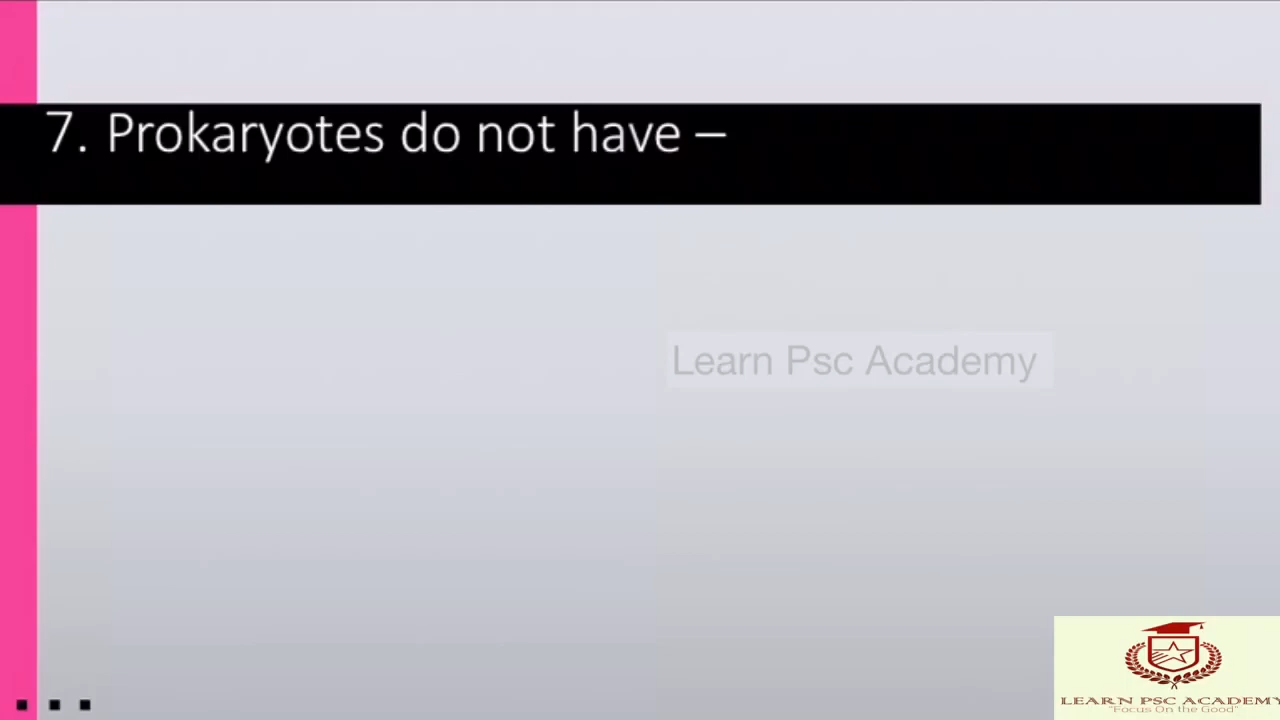 7. Prokaryotes do not have –
Learn Psc Academy
LEARN PSC ACADEMY
"Focus On the Good"